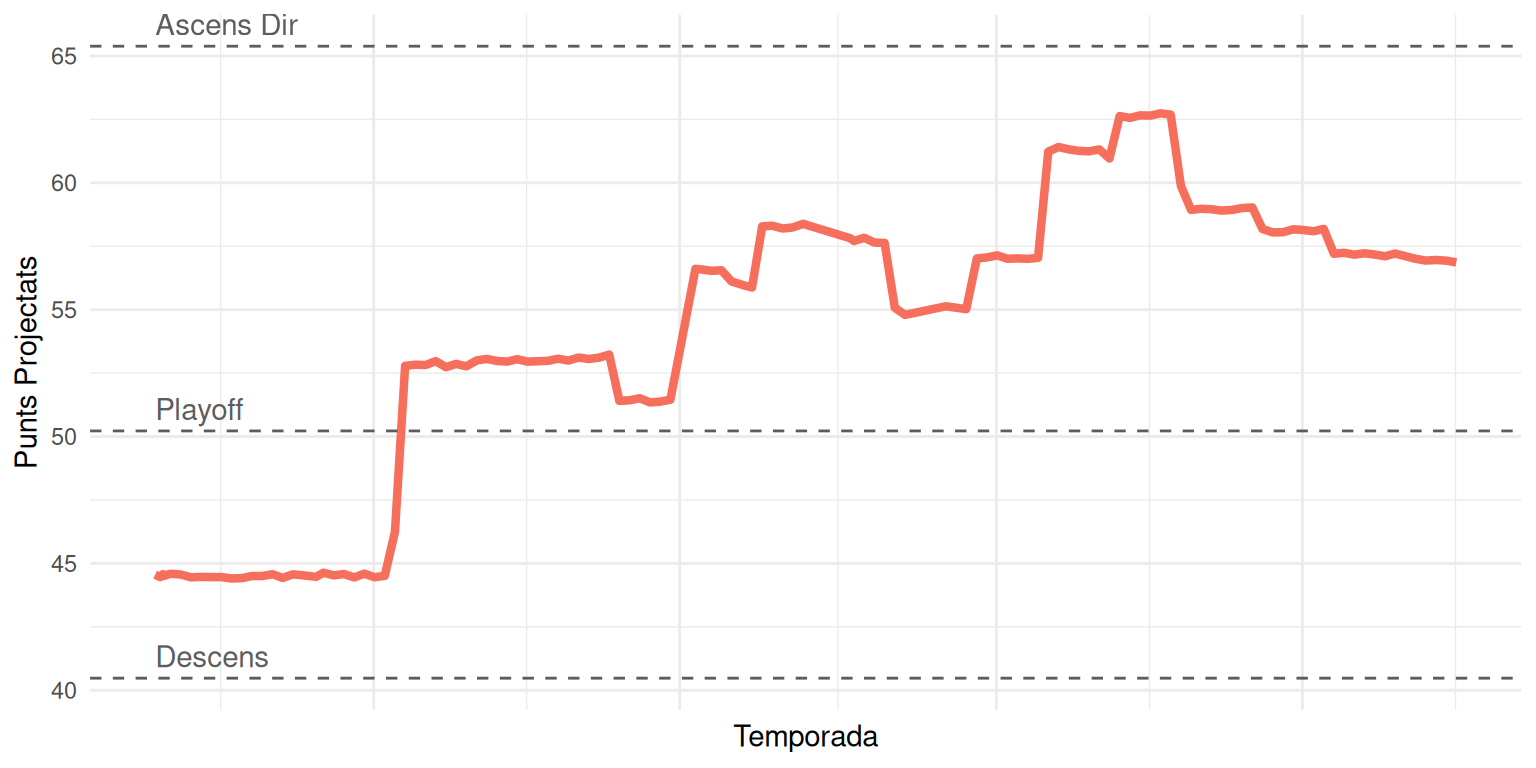 Ascens Dir
65
60
55
Playoff
50
45
Descens
40
Punts Projectats
Temporada